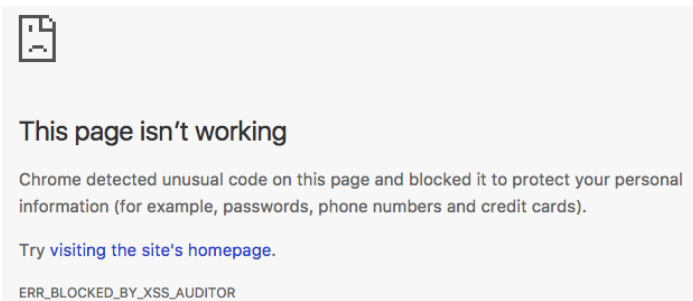 This page isn’t working
Chrome detected unusual code on this page and blocked it to protect your personal
information (for example, passwords, phone numbers and credit cards).
Try visiting the site's homepage.
ERR_BLOCKED_BY_XSS_AUDITOR